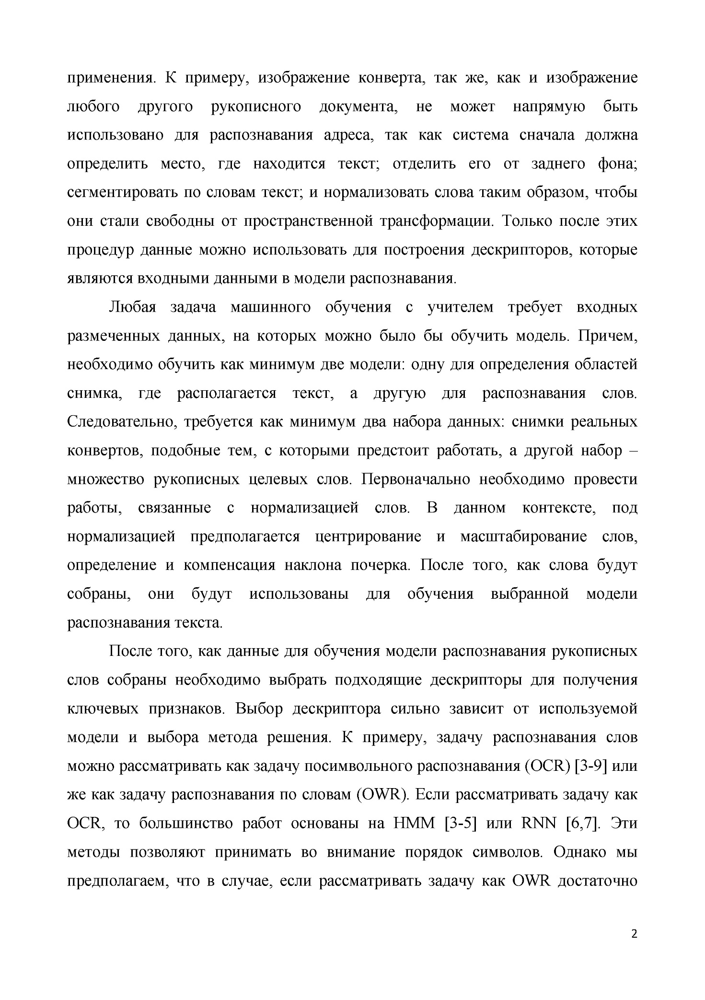 применения. К примеру, изображение конверта, так же, как и изображение
любого другого рукописного документа, не может напрямую быть
использовано для распознавания адреса, так как система сначала должна
определить место, где находится текст; отделить его от заднего фона;
сегментировать по словам текст; и нормализовать слова таким образом, чтобы
они стали свободны от пространственной трансформации. Только после этих
процедур данные можно использовать для построения дескрипторов, которые
являются входными данными в модели распознавания.
Любая задача машинного обучения с учителем требует входных
размеченных данных, на которых можно было бы обучить модель. Причем,
необходимо обучить как минимум две модели: одну для определения областей
снимка, где располагается текст, а другую для распознавания слов.
Следовательно, требуется как минимум два набора данных: снимки реальных
конвертов, подобные тем, с которыми предстоит работать, а другой набор –
множество рукописных целевых слов. Первоначально необходимо провести
работы, связанные с нормализацией слов. В данном контексте, под
нормализацией предполагается центрирование и масштабирование слов,
определение и компенсация наклона почерка. После того, как слова будут
собраны, они будут использованы для обучения выбранной модели
распознавания текста.
После того, как данные для обучения модели распознавания рукописных
слов собраны необходимо выбрать подходящие дескрипторы для получения
ключевых признаков. Выбор дескриптора сильно зависит от используемой
модели и выбора метода решения. К примеру, задачу распознавания слов
можно рассматривать как задачу посимвольного распознавания (OCR) [3-9] или
же как задачу распознавания по словам (OWR). Если рассматривать задачу как
OCR, то большинство работ основаны на HMM [3-5] или RNN [6,7]. Эти
методы позволяют принимать во внимание порядок символов. Однако мы
предполагаем, что в случае, если рассматривать задачу как OWR достаточно
2